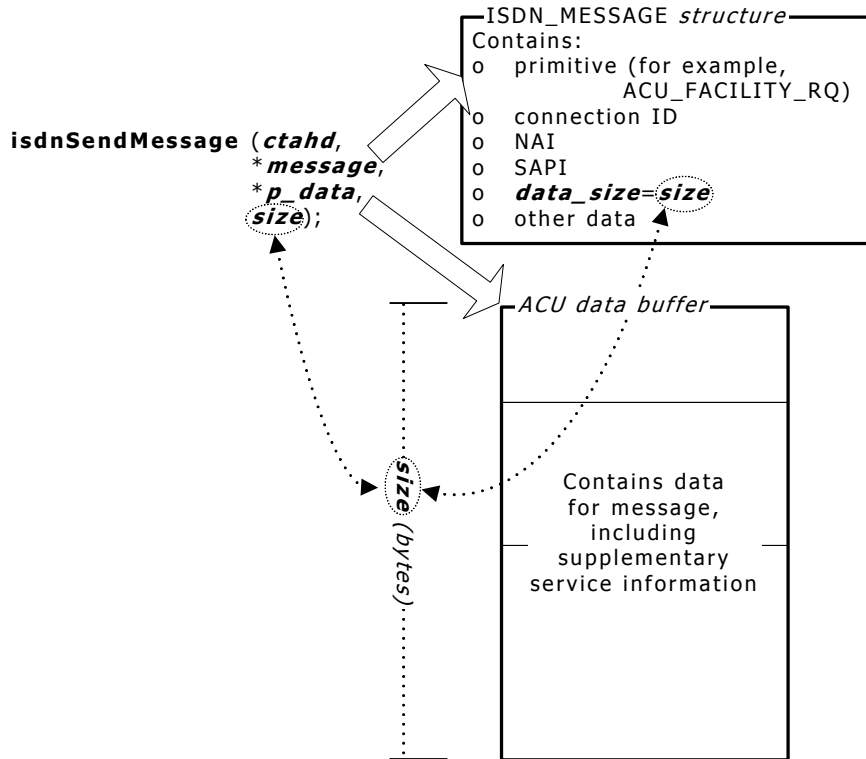 ISDN_MESSAGE structure
Contains:
o primitive (for example,
ACU_FACILITY_RQ)
o connection ID
o NAI
o SAPI
o data_size=size
o other data
isdnSendMessage (ctahd,
*message,
*p_data,
size);
ACU data buffer
Contains data
for message,
including
supplementary
service information
size (bytes)